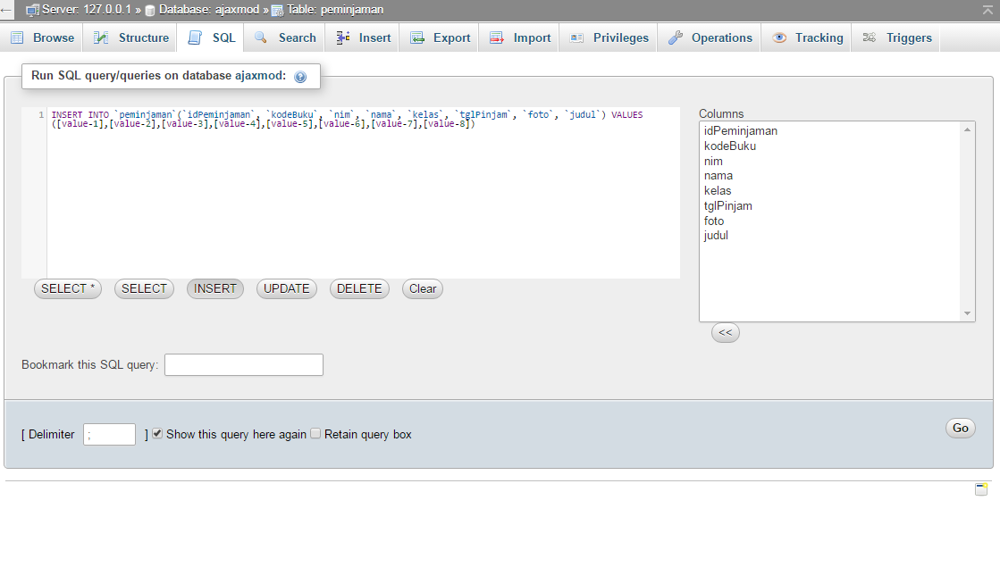 Server: 127.0.0.1 » Database: ajaxmod » Table: peminjaman
Browse Structure SQL Search Insert Export Import Privileges Operations Tracking Triggers
Run SQL query/queries on database ajaxmod:
1 INSERT INTO `peminjaman`(`idPeminjaman`, `kodeBuku`, `nim`, `nama`, `kelas`, `tglPinjam`, `foto`, `judul`) VALUES
([value-1],[value-2],[value-3],[value-4],[value-5],[value-6],[value-7],[value-8])
Columns
idPeminjaman
kodeBuku
nim
nama
kelas
tglPinjam
foto
judul
SELECT * SELECT INSERT UPDATE DELETE Clear
<<
Bookmark this SQL query:
[ Delimiter ; ] Show this query here again Retain query box Go